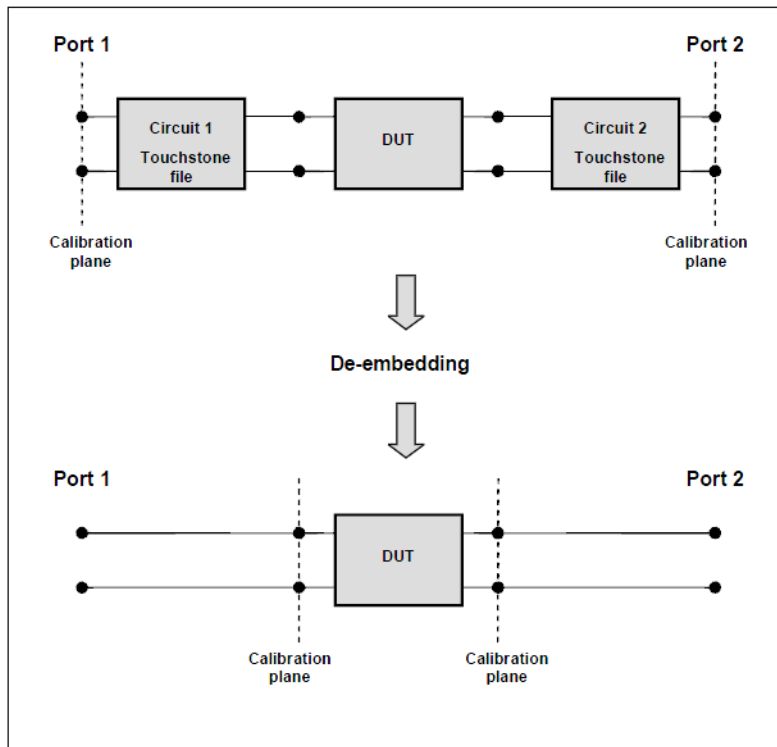 Port 1
Port 2
Circuit 1
Touchstone
file
DUT
Circuit 2
Touchstone
file
Calibration
plane
Calibration
plane
De-embedding
Port 1
Port 2
DUT
Calibration
plane
Calibration
plane